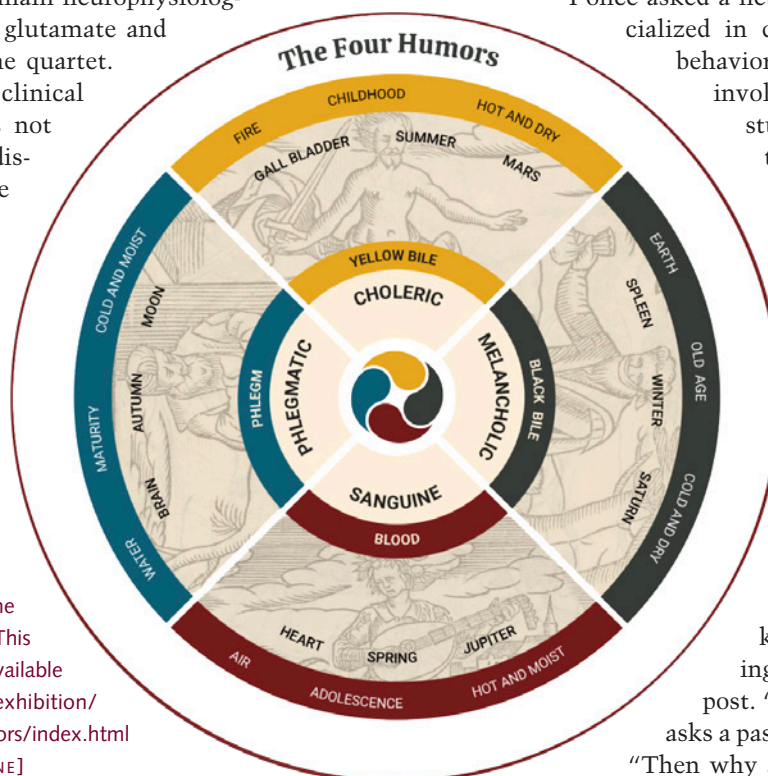 neurophysiolog-
glutamate and
quartet.
clinical
not
dis-
asked a
cialized in
behavior
The Four Humors
FIRE
CHILDHOOD
HOT AND DRY
GALL BLADDER
SUMMER
MARS
YELLOW BILE
CHOLERIC
COLD AND MOIST
MATURITY
WATER
MOON
AUTUMN
BRAIN
PHLEGM
PHLEGMATIC
MELANCHOLIC
BLACK BILE
SPLEEN
WINTER
SATURN
EARTH
OLD AGE
COLD AND DRY
SANGUINE
BLOOD
HEART
SPRING
JUPITER
AIR
ADOLESCENCE
HOT AND MOIST
This
vailable
exhibition/
ors/index.html
NE]
ing
post. “
asks a pas
“Then why